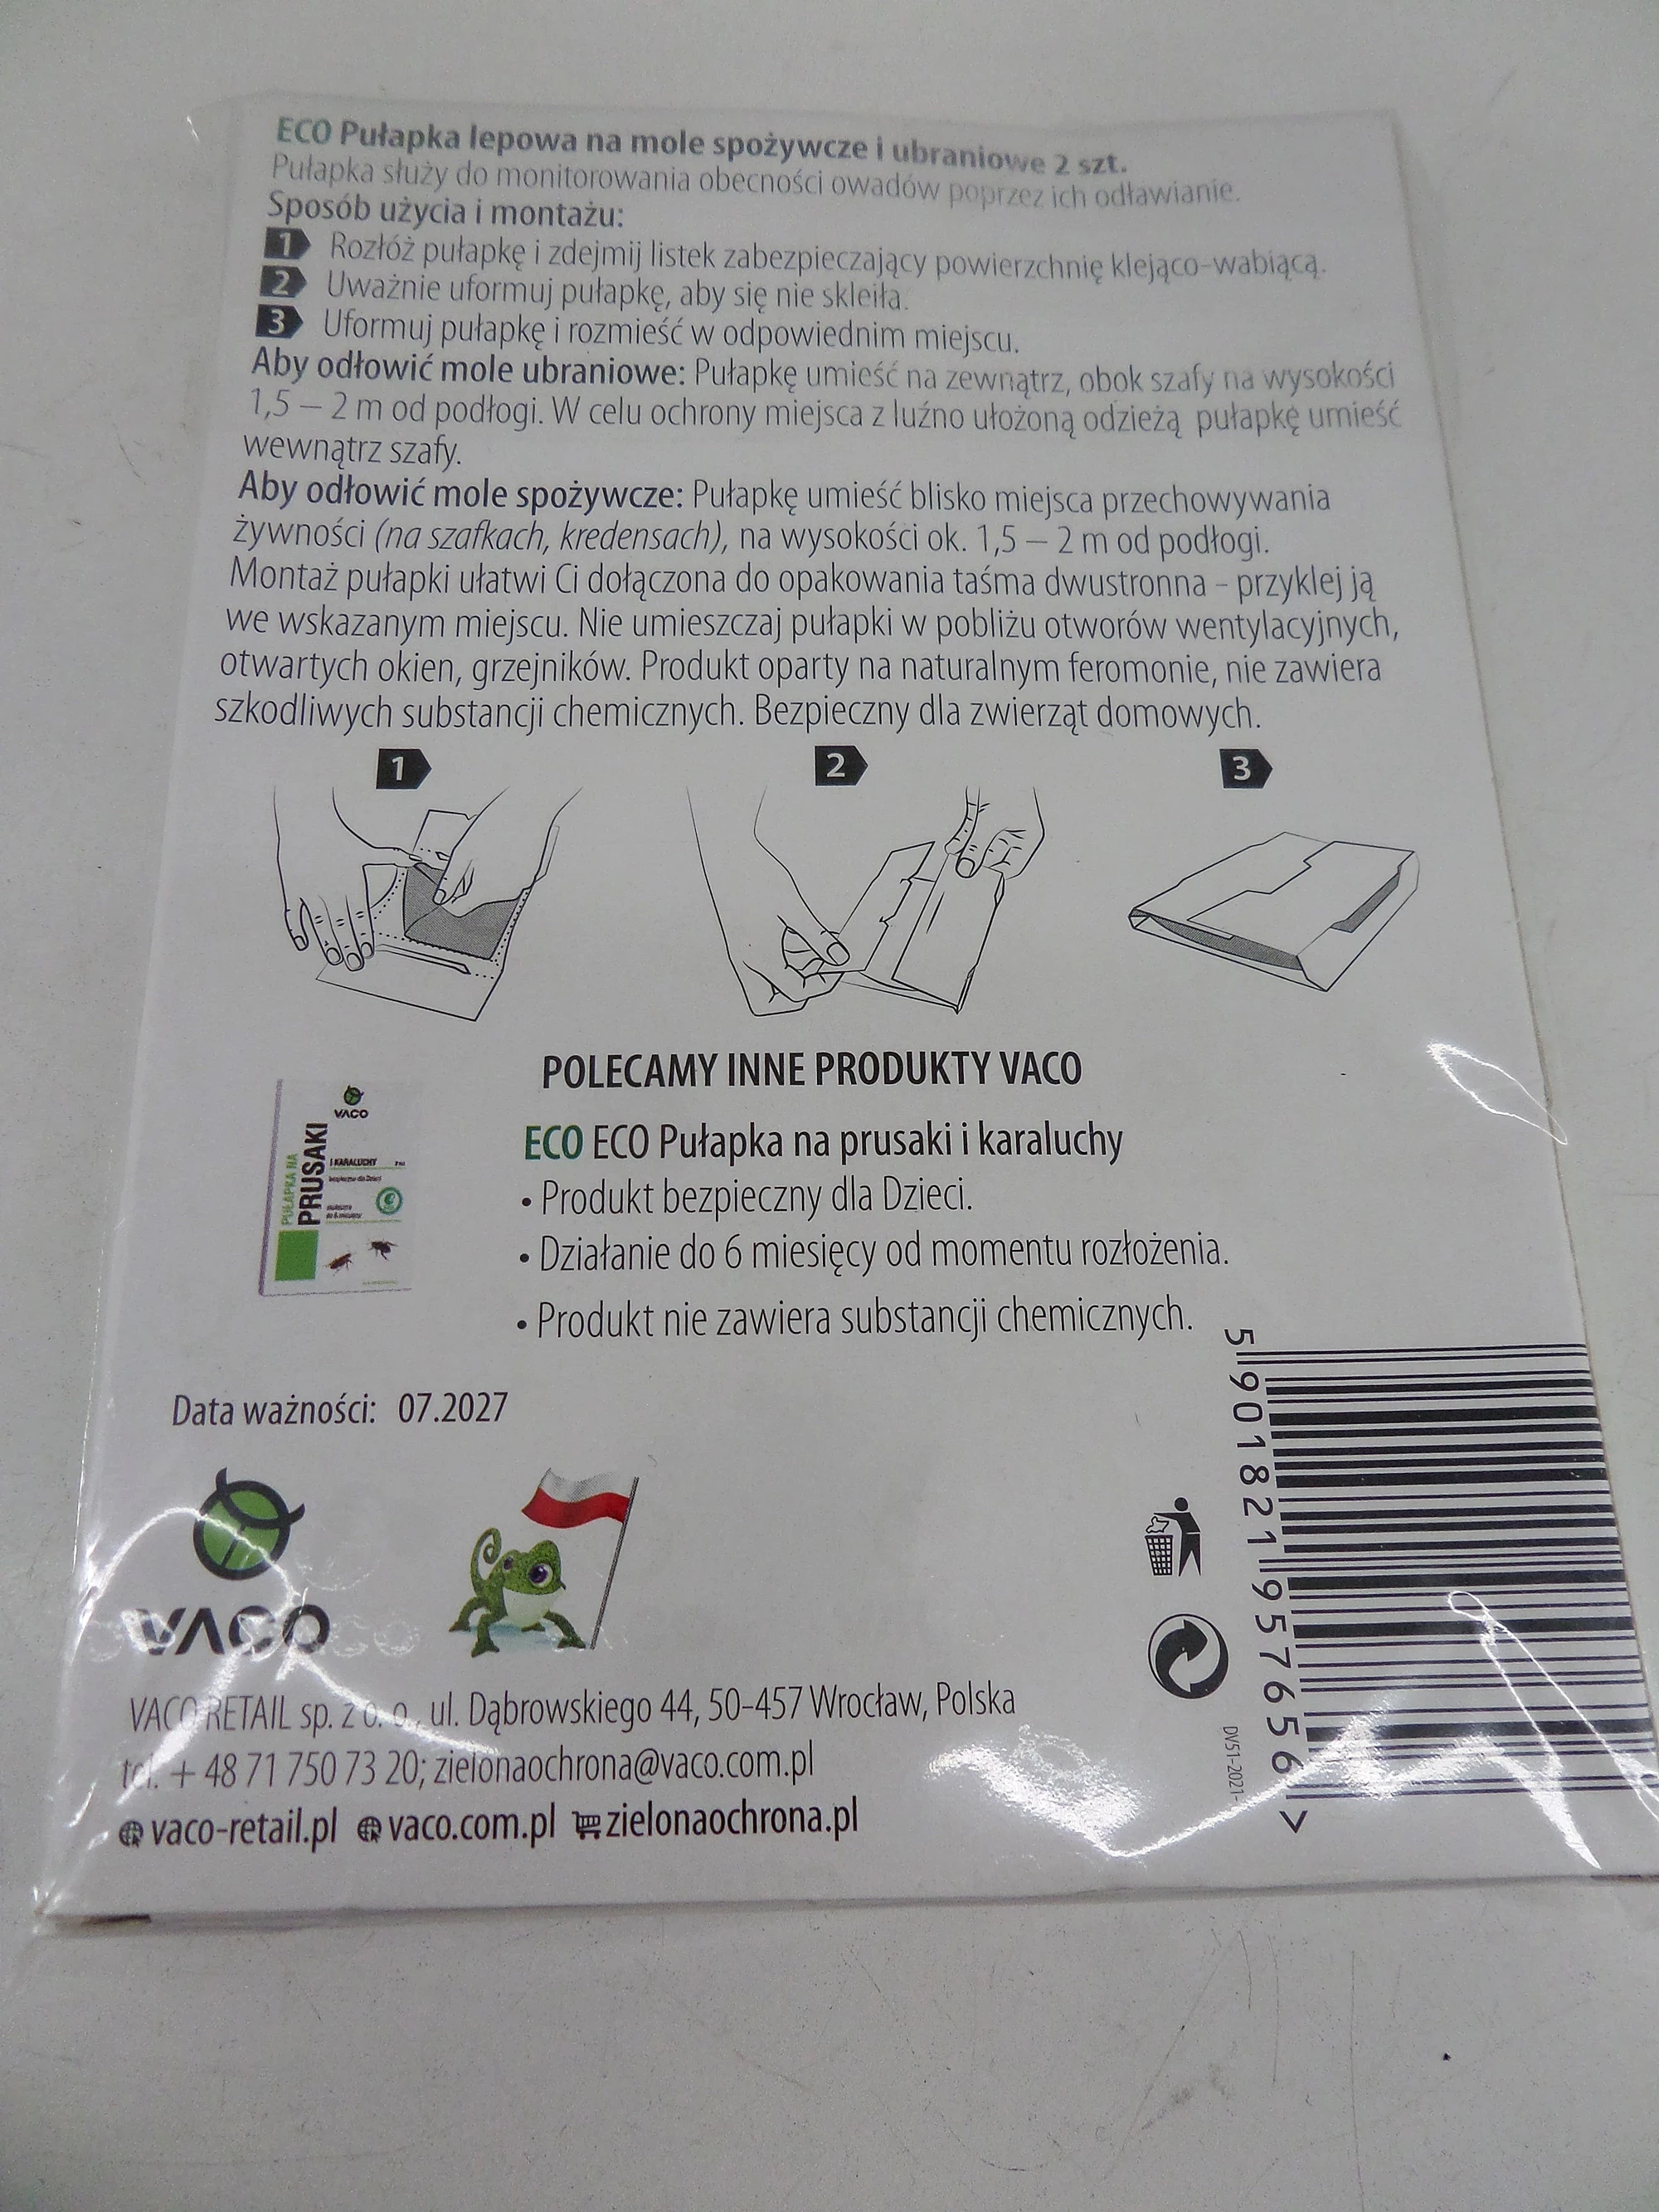 ECO Pułapka lepowa na mole spożywcze i ubraniowe 2 szt.
Pułapka służy do monitorowania obecności owadów poprzez ich odławianie.
Sposób użycia i montażu:
1 Rozłóż pułapkę i zdejmij listek zabezpieczający powierzchnię klejąco-wabiącą.
2 Uważnie uformuj pułapkę, aby się nie skleiła.
3 Uformuj pułapkę i rozmieść w odpowiednim miejscu.
Aby odłowić mole ubraniowe: Pułapkę umieść na zewnątrz, obok szafy na wysokości
1,5 – 2 m od podłogi. W celu ochrony miejsca z luźno ułożoną odzieżą pułapkę umieść
wewnątrz szafy.
Aby odłowić mole spożywcze: Pułapkę umieść blisko miejsca przechowywania
żywności (na szafkach, kredensach), na wysokości ok. 1,5 – 2 m od podłogi.
Montaż pułapki ułatwi Ci dołączona do opakowania taśma dwustronna – przyklej ją
we wskazanym miejscu. Nie umieszczaj pułapki w pobliżu otworów wentylacyjnych,
otwartych okien, grzejników. Produkt oparty na naturalnym feromonie, nie zawiera
szkodliwych substancji chemicznych. Bezpieczny dla zwierząt domowych.
1 2 3
POLECAMY INNE PRODUKTY VACO
VACO
PUŁAPKA NA
PRUSAKI
I KARALUCHY
ECO ECO Pułapka na prusaki i karaluchy
• Produkt bezpieczny dla Dzieci.
• Działanie do 6 miesięcy od momentu rozłożenia.
• Produkt nie zawiera substancji chemicznych.
Data ważności: 07.2027
VACO
VACO RETAIL sp. z o. o., ul. Dąbrowskiego 44, 50-457 Wrocław, Polska
tel. + 48 71 750 73 20; zielonaochrona@vaco.com.pl
vaco-retail.pl vaco.com.pl zielonaochrona.pl
5 901821 957656 >
DV51-2021-